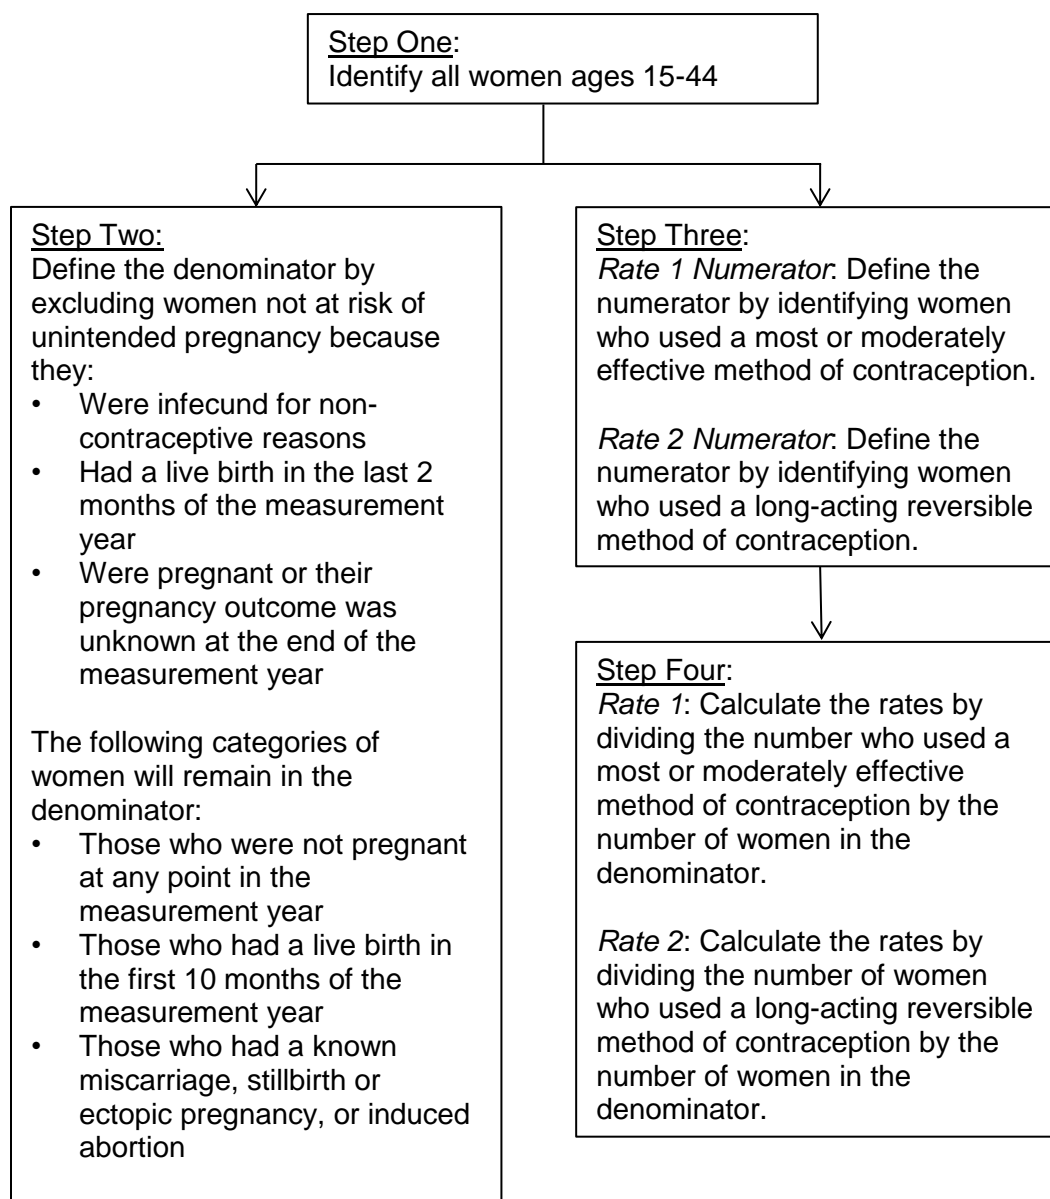 Step One:
Identify all women ages 15-44
Step Two:
Define the denominator by
excluding women not at risk of
unintended pregnancy because
they:
• Were infecund for non-
contraceptive reasons
• Had a live birth in the last 2
months of the measurement
year
• Were pregnant or their
pregnancy outcome was
unknown at the end of the
measurement year
The following categories of
women will remain in the
denominator:
• Those who were not pregnant
at any point in the
measurement year
• Those who had a live birth in
the first 10 months of the
measurement year
• Those who had a known
miscarriage, stillbirth or
ectopic pregnancy, or induced
abortion
Step Three:
Rate 1 Numerator: Define the
numerator by identifying women
who used a most or moderately
effective method of contraception.
Rate 2 Numerator: Define the
numerator by identifying women
who used a long-acting reversible
method of contraception.
Step Four:
Rate 1: Calculate the rates by
dividing the number who used a
most or moderately effective
method of contraception by the
number of women in the
denominator.
Rate 2: Calculate the rates by
dividing the number of women
who used a long-acting reversible
method of contraception by the
number of women in the
denominator.